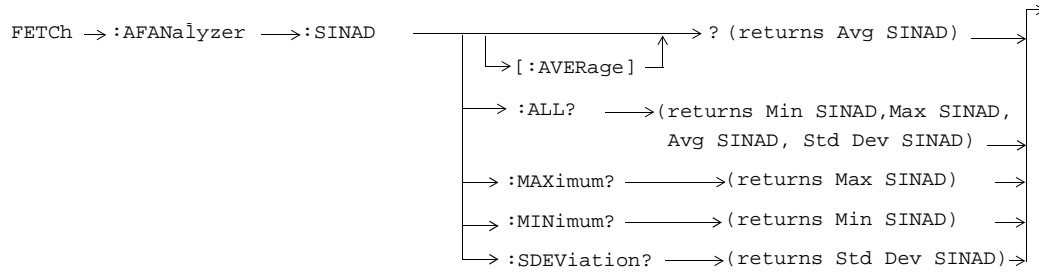 FETCh :AFANalyzer :SINAD ? (returns Avg SINAD)
[:AVERage]
:ALL? (returns Min SINAD,Max SINAD,
Avg SINAD, Std Dev SINAD)
:MAXimum? (returns Max SINAD)
:MINimum? (returns Min SINAD)
:SDEViation? (returns Std Dev SINAD)